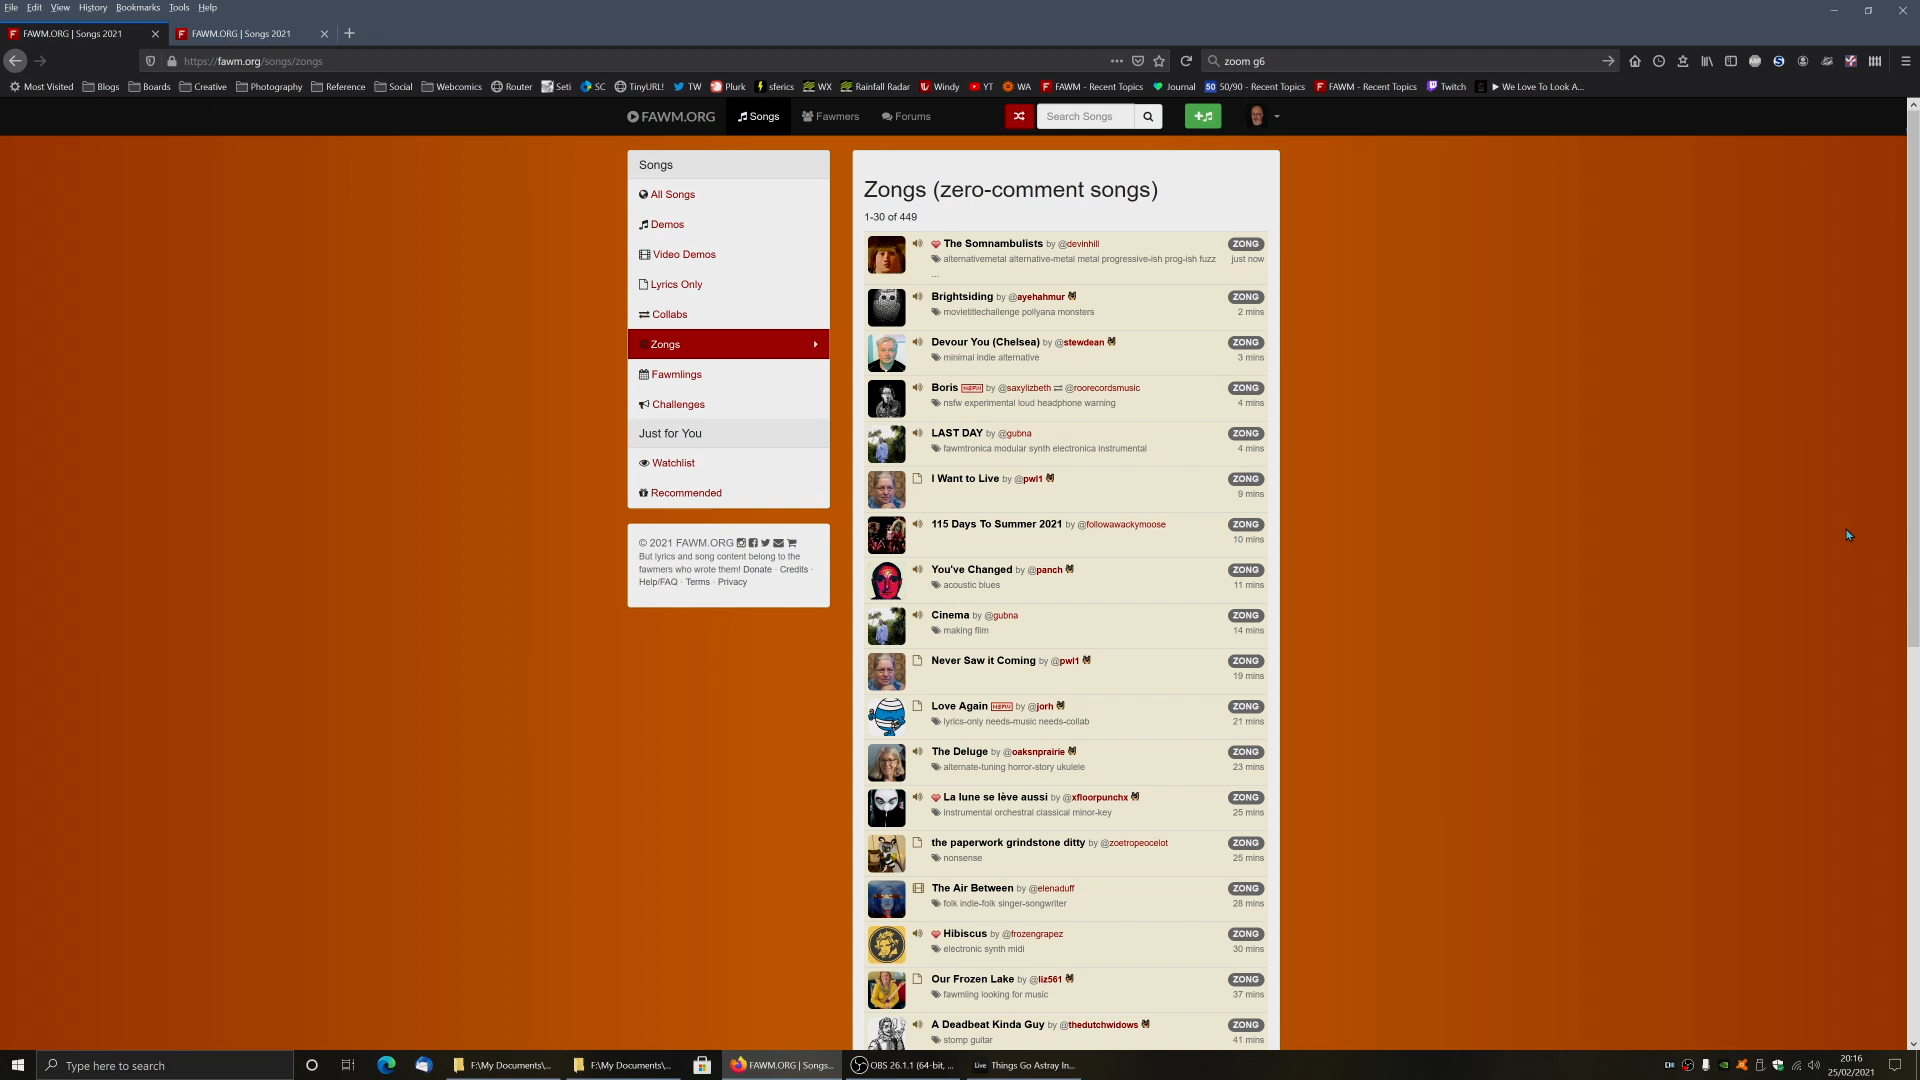 File Edit View History Bookmarks Tools Help
FAWM.ORG | Songs 2021
FAWM.ORG | Songs 2021
https://fawm.org/songs/zongs
zoom g6
Most Visited Blogs Boards Creative Photography Reference Social Webcomics Router Seti SC TinyURL! TW Plurk sferics WX Rainfall Radar Windy YT WA FAWM - Recent Topics Journal 50/90 - Recent Topics FAWM - Recent Topics Twitch We Love To Look A...
FAWM.ORG Songs Fawmers Forums Search Songs
Songs
All Songs
Demos
Video Demos
Lyrics Only
Collabs
Zongs
Fawmlings
Challenges
Just for You
Watchlist
Recommended
© 2021 FAWM.ORG
But lyrics and song content belong to the
fawmers who wrote them! Donate · Credits ·
Help/FAQ · Terms · Privacy
Zongs (zero-comment songs)
1-30 of 449
The Somnambulists by @devinhill ZONG
alternativemetal alternative-metal metal progressive-ish prog-ish fuzz just now
...
Brightsiding by @ayehahmur ZONG
movietitlechallenge pollyana monsters 2 mins
Devour You (Chelsea) by @stewdean ZONG
minimal indie alternative 3 mins
Boris NSFW by @saxylizbeth @roorecordsmusic ZONG
nsfw experimental loud headphone warning 4 mins
LAST DAY by @gubna ZONG
fawmtronica modular synth electronica instrumental 4 mins
I Want to Live by @pwl1 ZONG
9 mins
115 Days To Summer 2021 by @followawackymoose ZONG
10 mins
You've Changed by @panch ZONG
acoustic blues 11 mins
Cinema by @gubna ZONG
making film 14 mins
Never Saw it Coming by @pwl1 ZONG
19 mins
Love Again NSFW by @jorh ZONG
lyrics-only needs-music needs-collab 21 mins
The Deluge by @oaksnprairie ZONG
alternate-tuning horror-story ukulele 23 mins
La lune se lève aussi by @xfloorpunchx ZONG
instrumental orchestral classical minor-key 25 mins
the paperwork grindstone ditty by @zoetropeocelot ZONG
nonsense 25 mins
The Air Between by @elenaduff ZONG
folk indie-folk singer-songwriter 28 mins
Hibiscus by @frozengrapez ZONG
electronic synth midi 30 mins
Our Frozen Lake by @liz561 ZONG
fawmling looking for music 37 mins
A Deadbeat Kinda Guy by @thedutchwidows ZONG
stomp guitar 41 mins
Type here to search
F:\My Documents\...
F:\My Documents\...
FAWM.ORG | Songs...
OBS 26.1.1 (64-bit, ...
Live Things Go Astray In...
20:16
25/02/2021